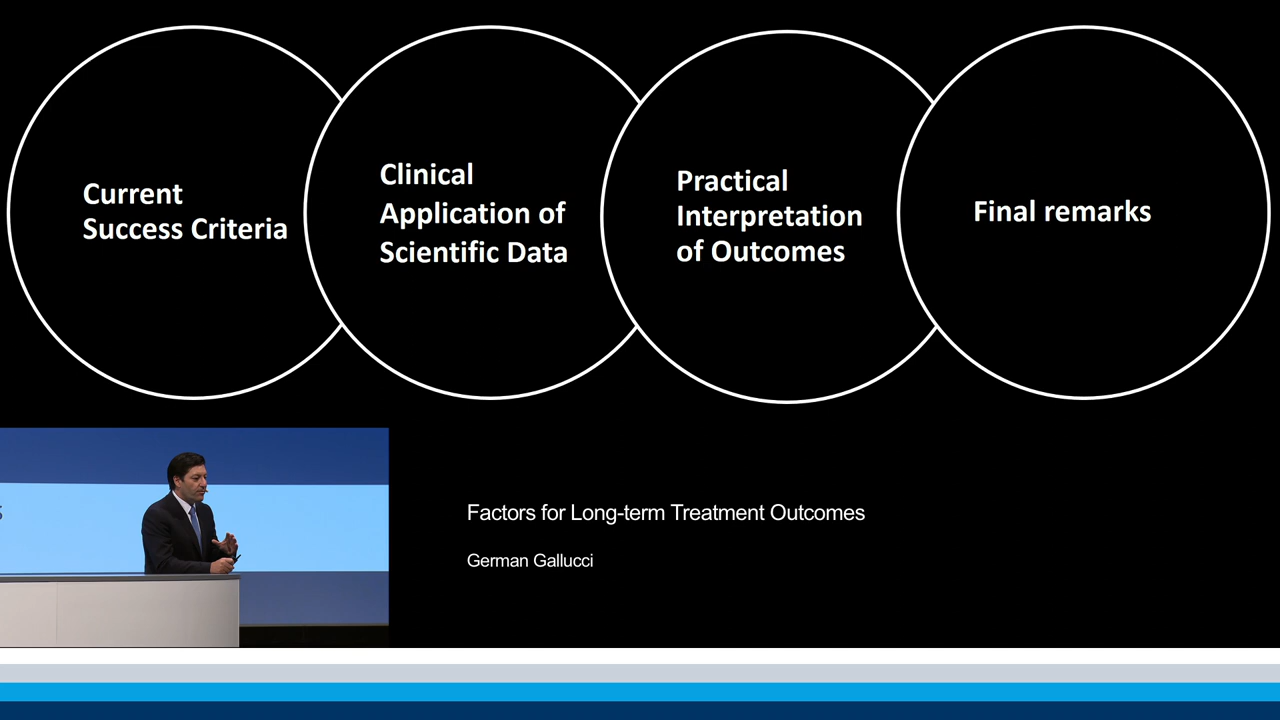 Current
Success Criteria
Clinical
Application of
Scientific Data
Practical
Interpretation
of Outcomes
Final remarks
Factors for Long-term Treatment Outcomes
German Gallucci